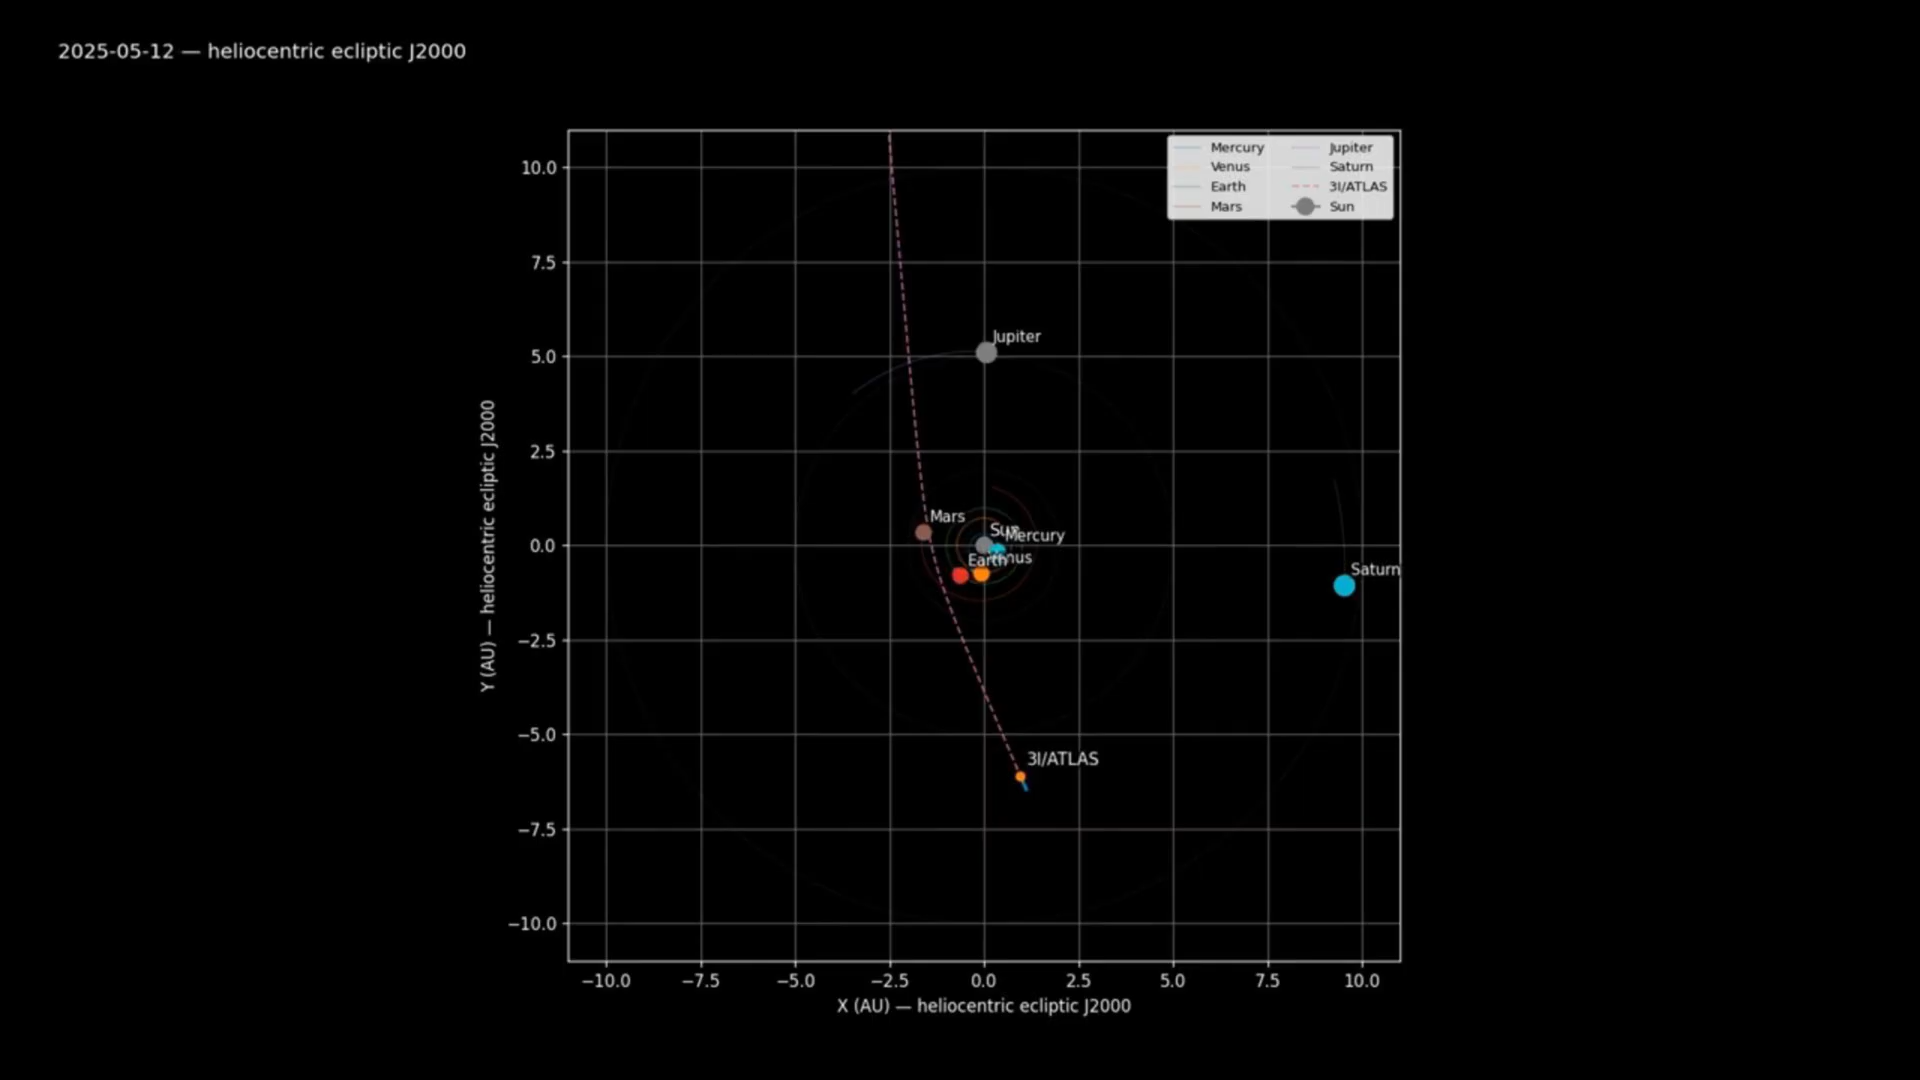 2025-05-12 — heliocentric ecliptic J2000
Mercury
Venus
Earth
Mars
Jupiter
Saturn
3I/ATLAS
Sun
10.0
7.5
5.0
2.5
0.0
−2.5
−5.0
−7.5
−10.0
Y (AU) — heliocentric ecliptic J2000
Jupiter
Mars
Sun
Mercury
Earth
Venus
Saturn
3I/ATLAS
−10.0
−7.5
−5.0
−2.5
0.0
2.5
5.0
7.5
10.0
X (AU) — heliocentric ecliptic J2000